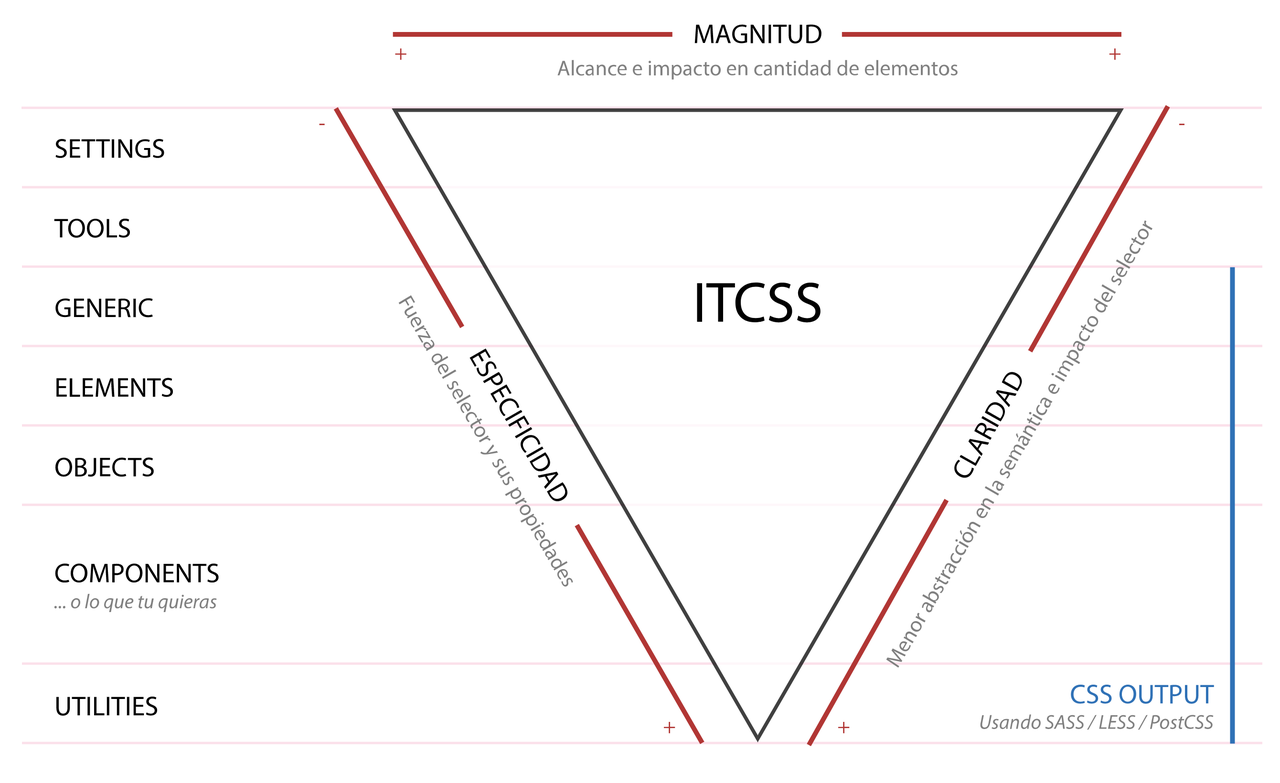 MAGNITUD
+
+
Alcance e impacto en cantidad de elementos
-
-
SETTINGS
TOOLS
GENERIC
ELEMENTS
OBJECTS
COMPONENTS
... o lo que tu quieras
UTILITIES
ITCSS
ESPECIFICIDAD
Fuerza del selector y sus propiedades
CLARIDAD
Menor abstracción en la semántica e impacto del selector
+
+
CSS OUTPUT
Usando SASS / LESS / PostCSS